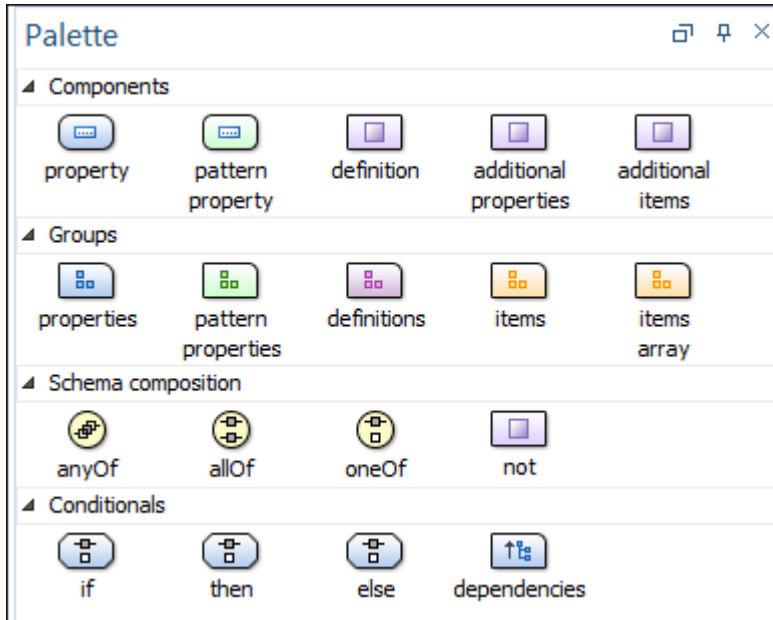 Palette
Components
property pattern property definition additional properties additional items
Groups
properties pattern properties definitions items items array
Schema composition
anyOf allOf oneOf not
Conditionals
if then else dependencies